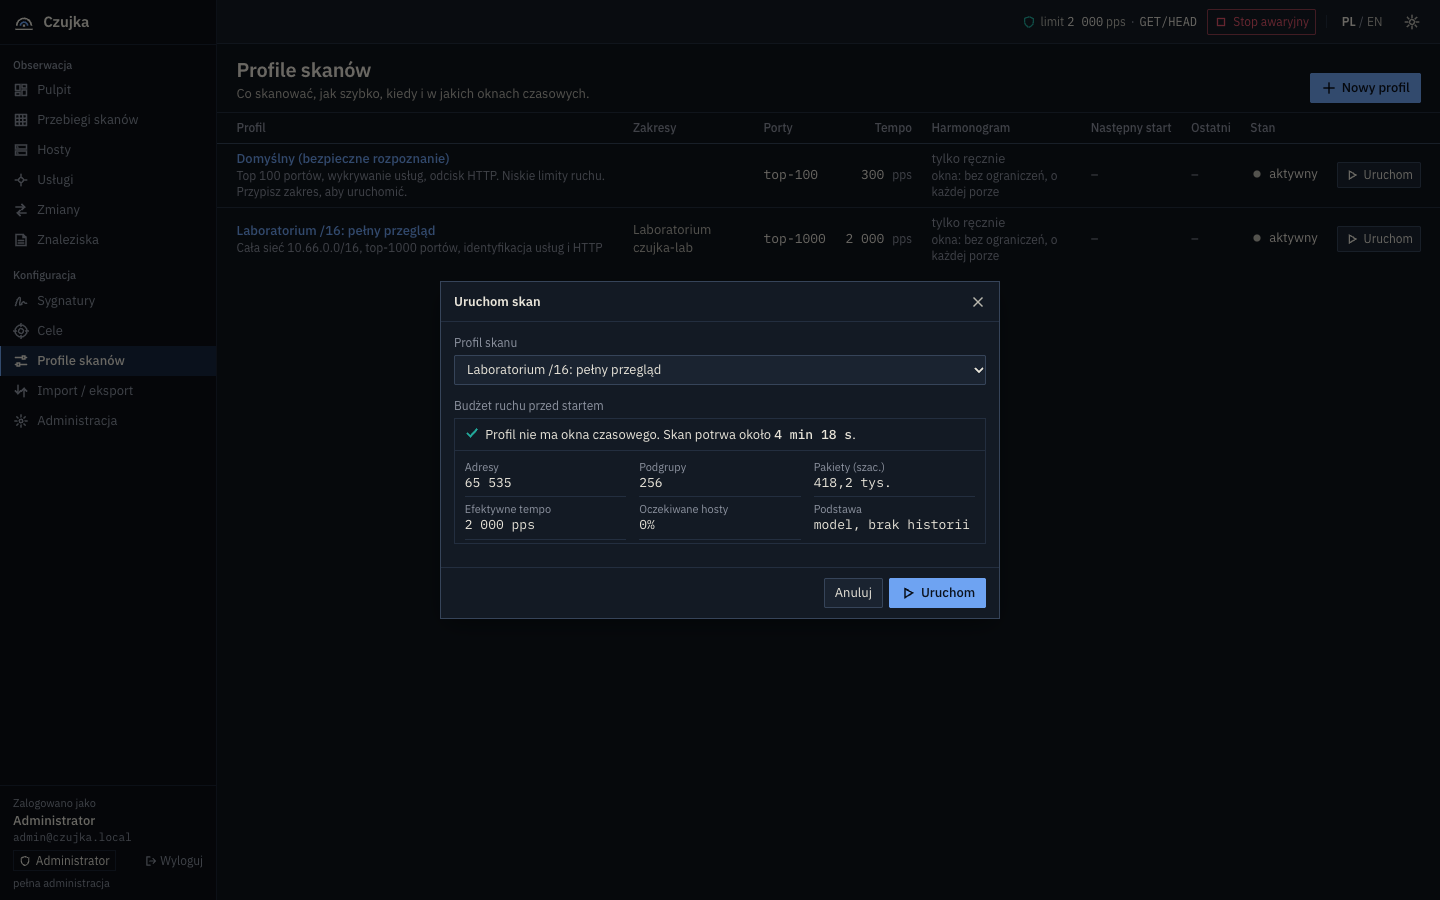 Czujka
limit 2 000 pps · GET/HEAD
Stop awaryjny
PL / EN
Obserwacja
Pulpit
Przebiegi skanów
Hosty
Usługi
Zmiany
Znaleziska
Konfiguracja
Sygnatury
Cele
Profile skanów
Import / eksport
Administracja
Profile skanów
Co skanować, jak szybko, kiedy i w jakich oknach czasowych.
Nowy profil
Profil Zakresy Porty Tempo Harmonogram Następny start Ostatni Stan
Domyślny (bezpieczne rozpoznanie)
Top 100 portów, wykrywanie usług, odcisk HTTP. Niskie limity ruchu.
Przypisz zakres, aby uruchomić.
top-100
300 pps
tylko ręcznie
okna: bez ograniczeń, o
każdej porze
–
–
aktywny
Uruchom
Laboratorium /16: pełny przegląd
Cała sieć 10.66.0.0/16, top-1000 portów, identyfikacja usług i HTTP
Laboratorium
czujka-lab
top-1000
2 000 pps
tylko ręcznie
okna: bez ograniczeń, o
każdej porze
–
–
aktywny
Uruchom
Uruchom skan
Profil skanu
Laboratorium /16: pełny przegląd
Budżet ruchu przed startem
Profil nie ma okna czasowego. Skan potrwa około 4 min 18 s.
Adresy
65 535
Podgrupy
256
Pakiety (szac.)
418,2 tys.
Efektywne tempo
2 000 pps
Oczekiwane hosty
0%
Podstawa
model, brak historii
Anuluj
Uruchom
Zalogowano jako
Administrator
admin@czujka.local
Administrator
Wyloguj
pełna administracja